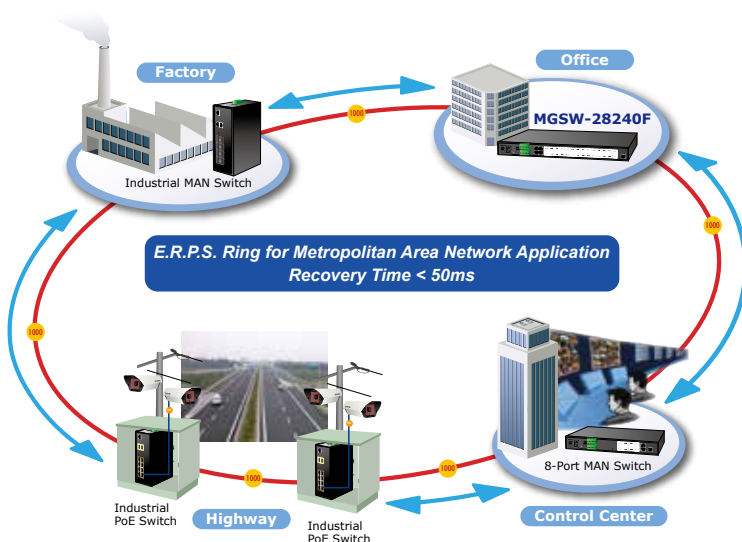 Factory
Office
1000
MGSW-28240F
Industrial MAN Switch
1000
E.R.P.S. Ring for Metropolitan Area Network Application
Recovery Time < 50ms
1000
8-Port MAN Switch
1000
1000
Industrial
PoE Switch
Highway
Industrial
PoE Switch
Control Center